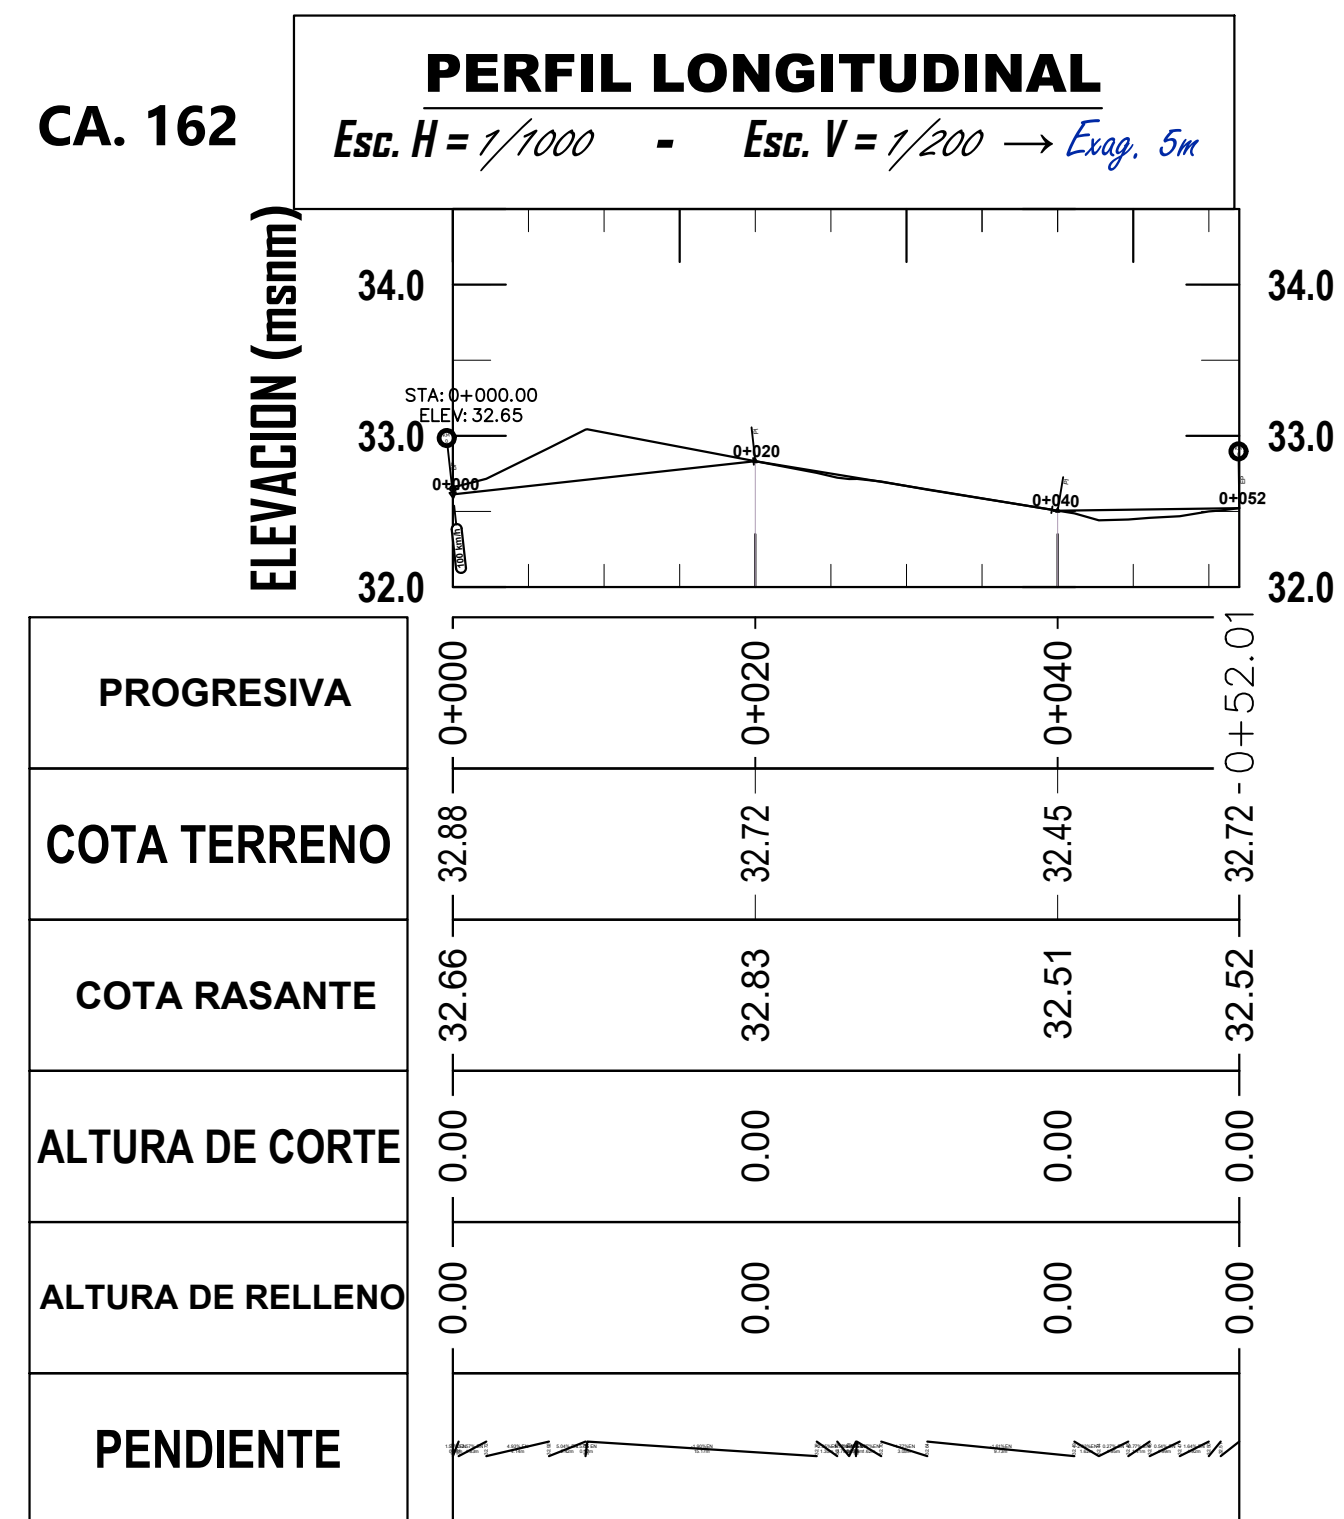 CA. 162
PERFIL LONGITUDINAL
Esc. H = 1/1000 - Esc. V = 1/200 → Exag. 5m
ELEVACION (msnm)
34.0 34.0
STA: 0+000.00
ELEV: 32.65
33.0 33.0
0+000 0+020 0+040 0+052
100 km/h
32.0 32.0
PROGRESIVA 0+000 0+020 0+040 0+52.01
COTA TERRENO 32.88 32.72 32.45 32.72
COTA RASANTE 32.66 32.83 32.51 32.52
ALTURA DE CORTE 0.00 0.00 0.00 0.00
ALTURA DE RELLENO 0.00 0.00 0.00 0.00
PENDIENTE